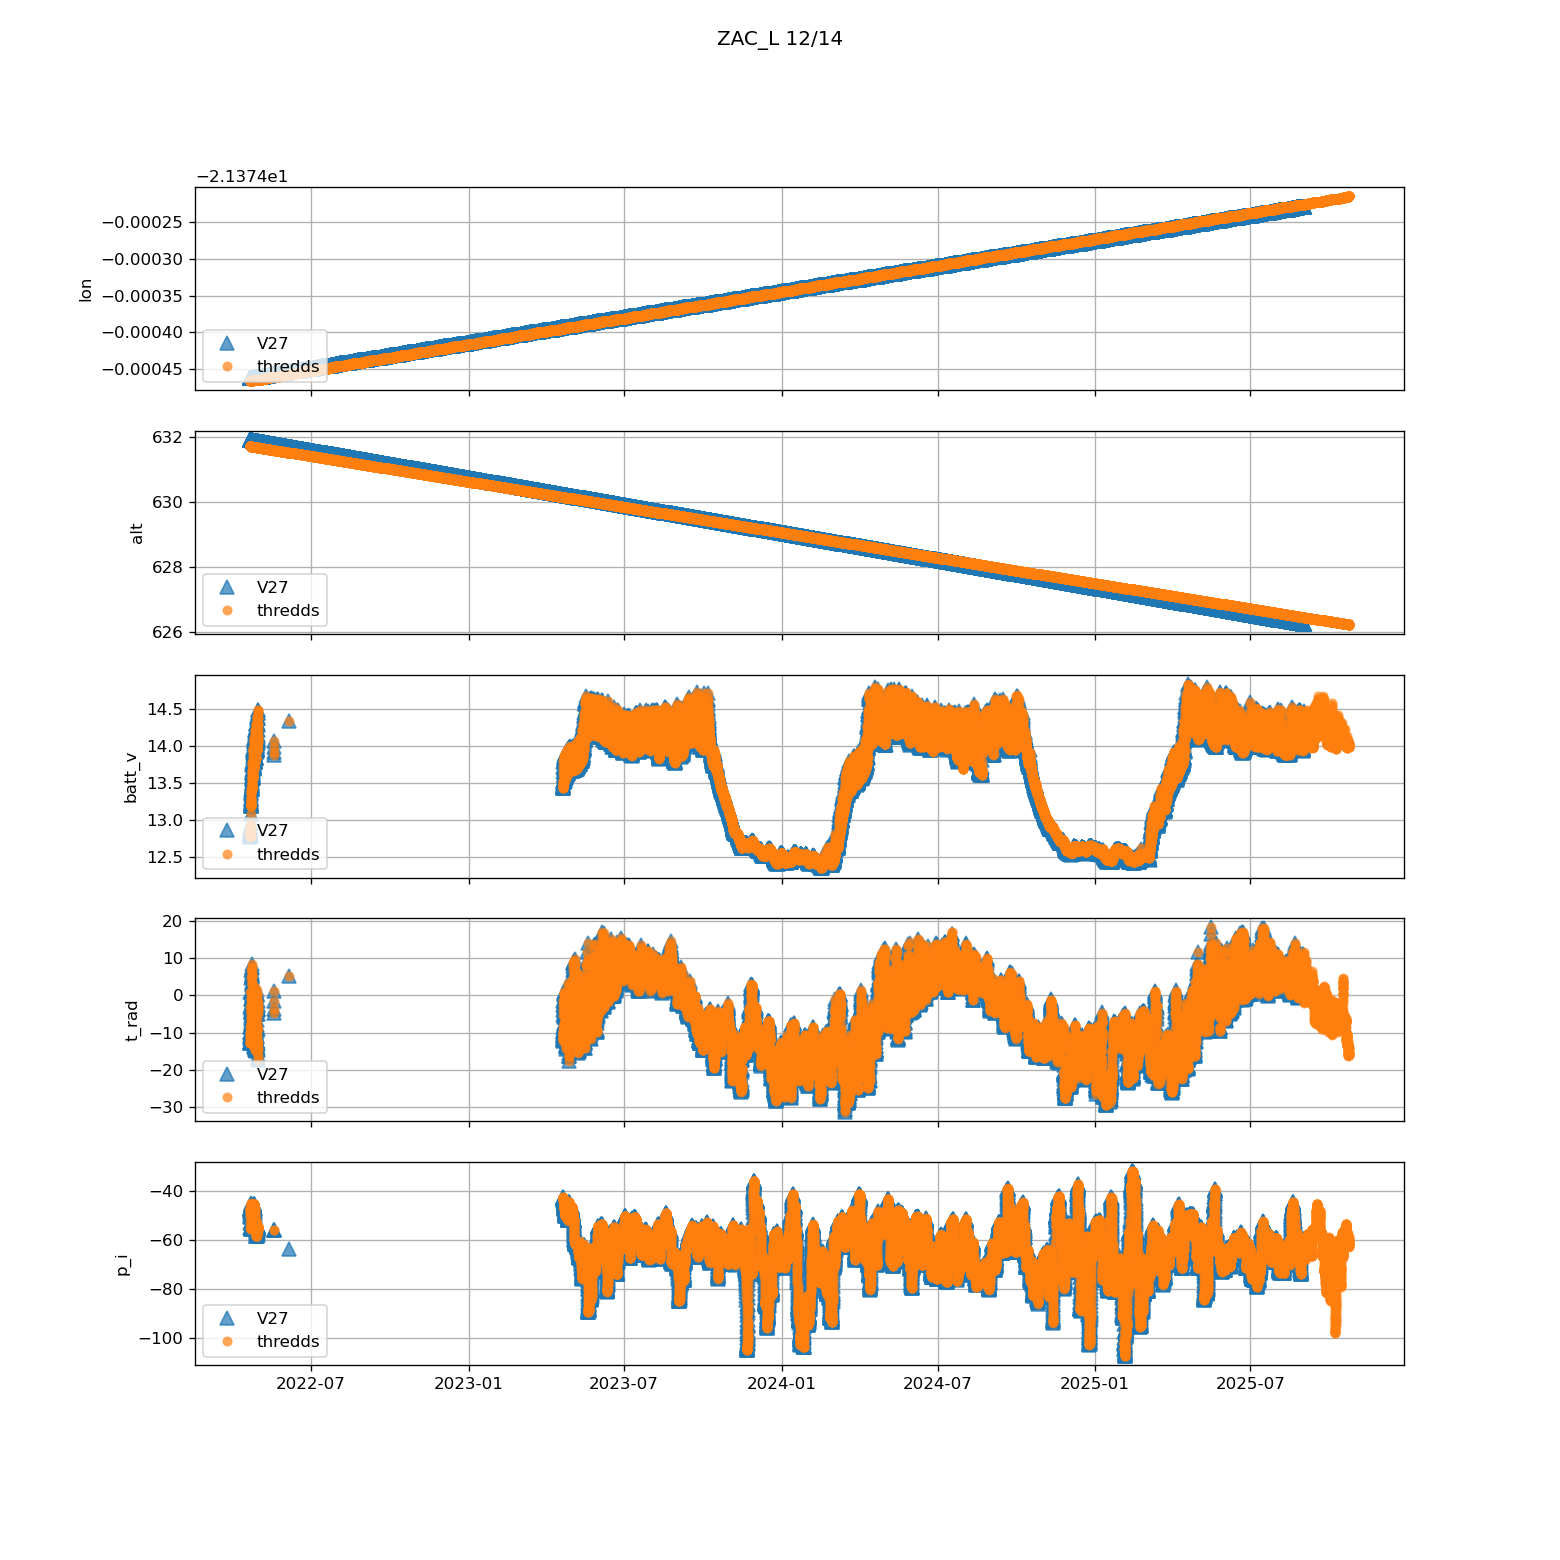 ZAC_L 12/14
−2.1374e1
−0.00025
−0.00030
−0.00035
−0.00040
−0.00045
lon
V27
thredds
632
630
628
626
alt
V27
thredds
14.5
14.0
13.5
13.0
12.5
batt_v
V27
thredds
20
10
0
−10
−20
−30
t_rad
V27
thredds
−40
−60
−80
−100
p_i
V27
thredds
2022-07 2023-01 2023-07 2024-01 2024-07 2025-01 2025-07